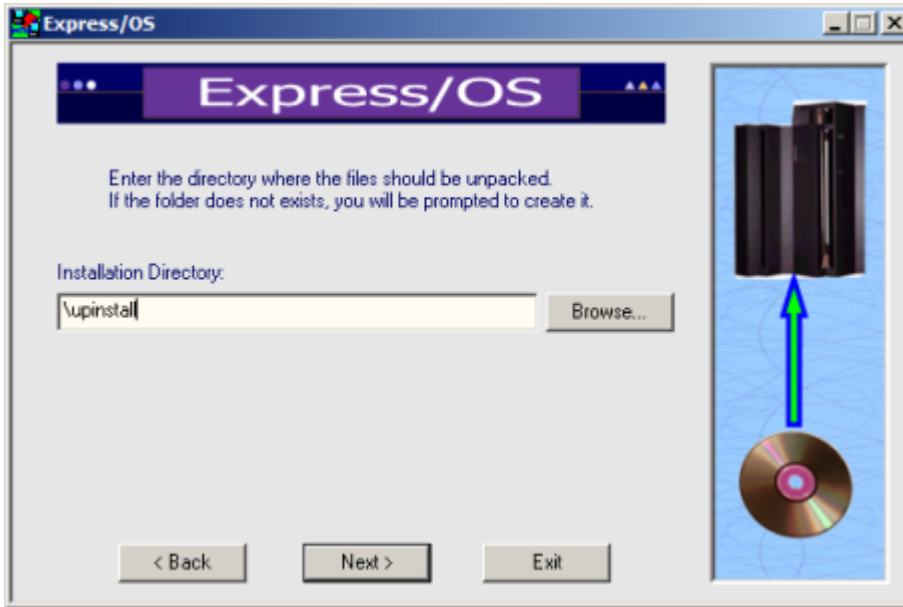 Express/OS
Express/OS
Enter the directory where the files should be unpacked.
If the folder does not exists, you will be prompted to create it.
Installation Directory:
\upinstall
Browse...
< Back
Next >
Exit